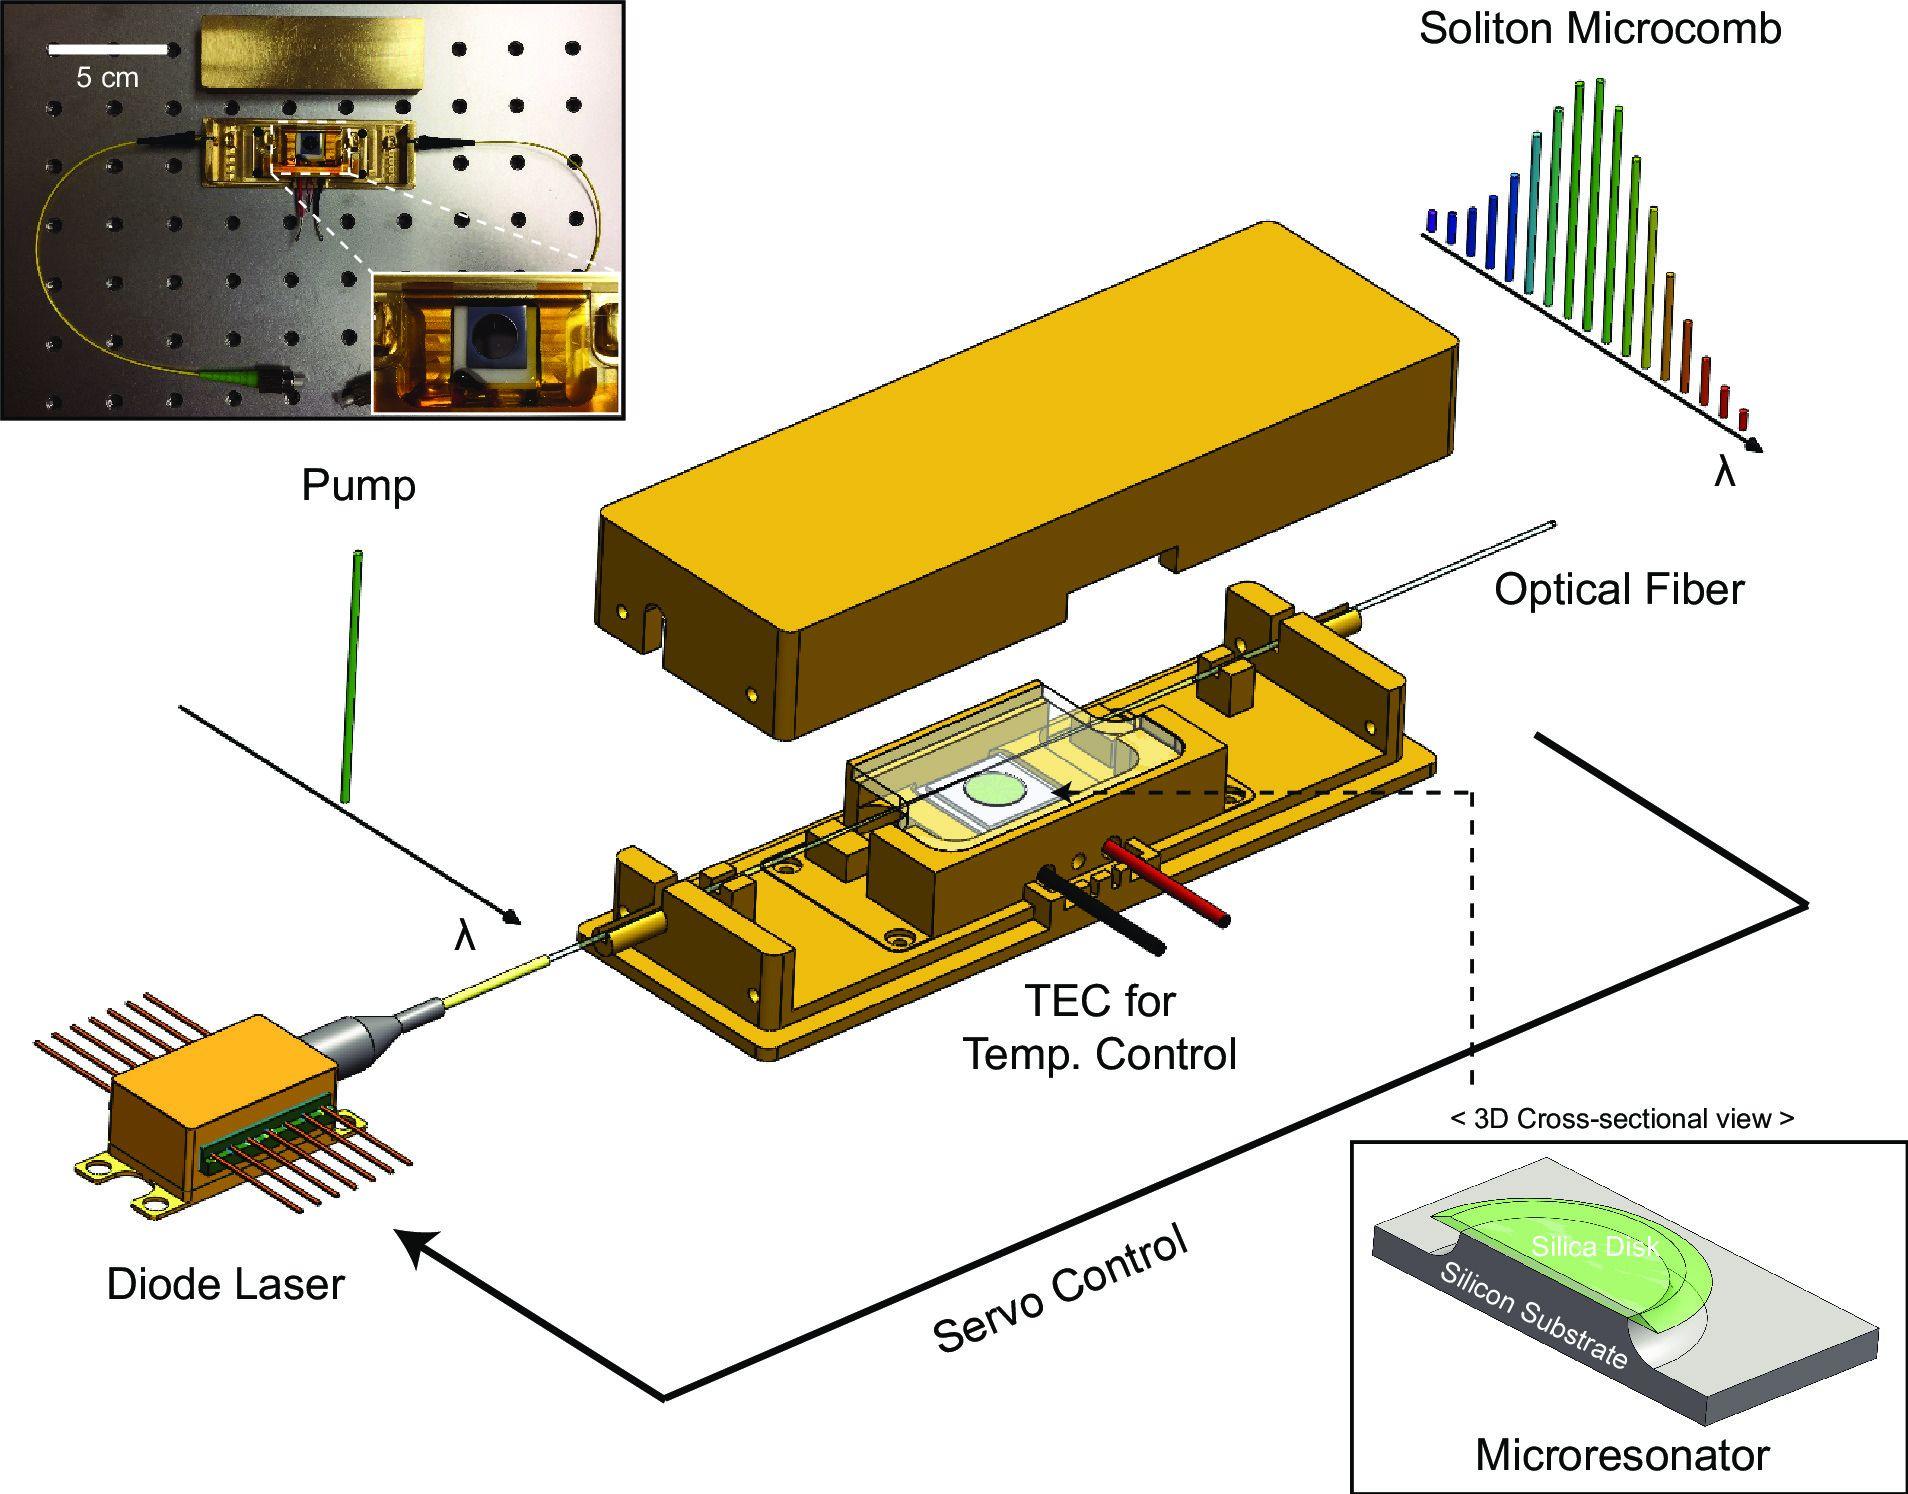 Soliton Microcomb
5 cm
λ
Pump
Optical Fiber
λ
TEC for
Temp. Control
< 3D Cross-sectional view >
Silica Disk
Silicon Substrate
Servo Control
Diode Laser
Microresonator